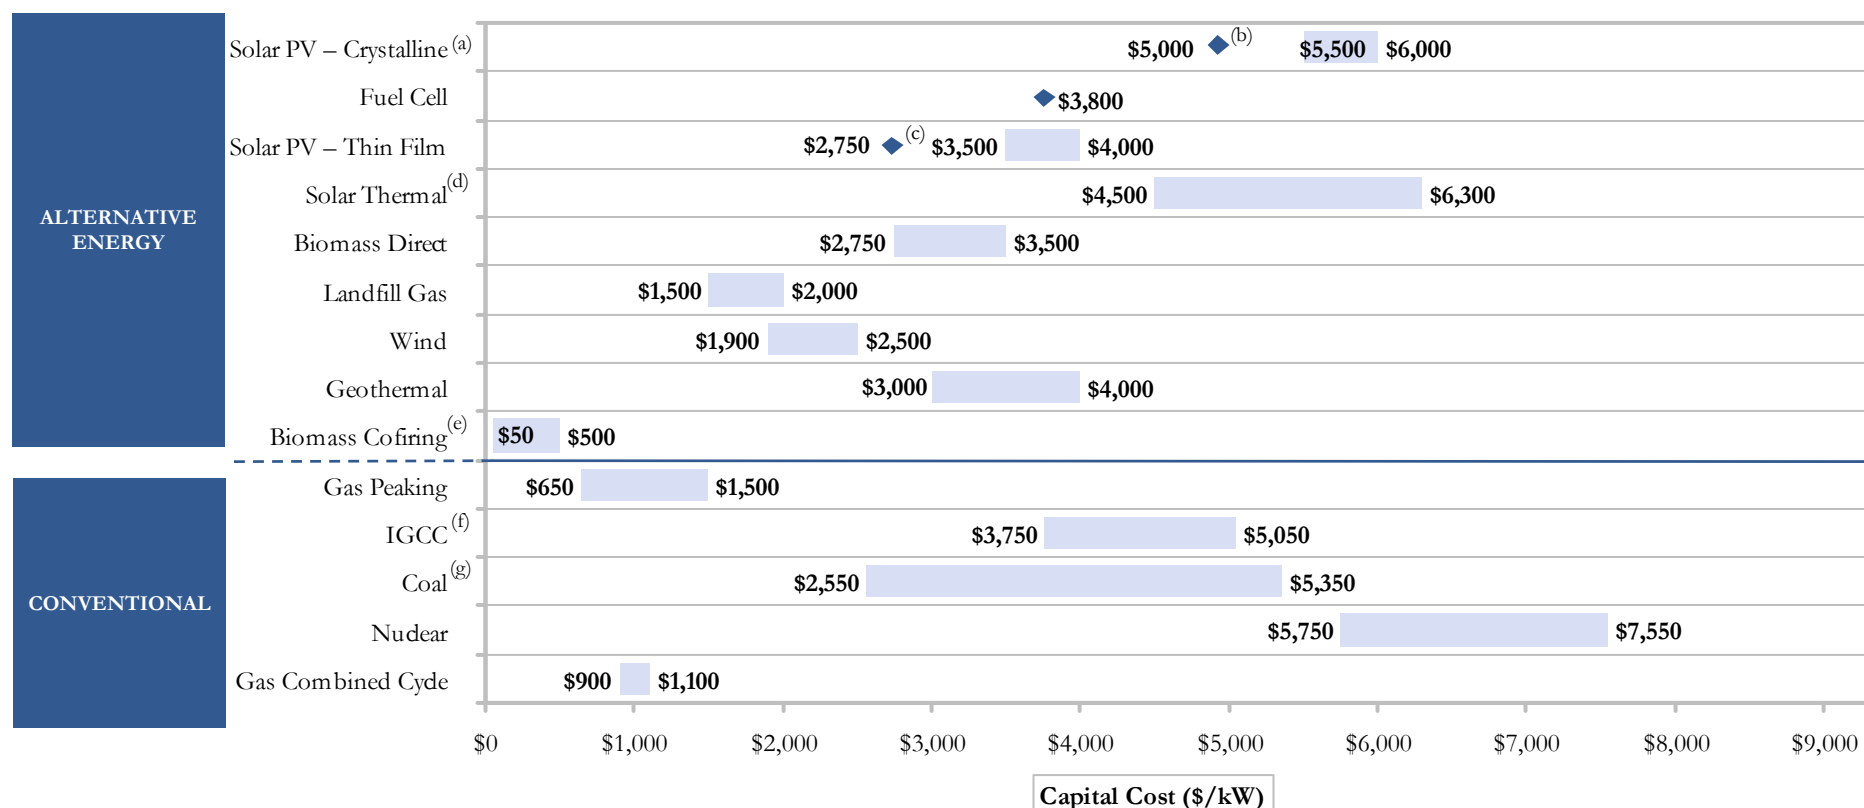 Solar PV – Crystalline (a) $5,000 (b) $5,500 $6,000
Fuel Cell $3,800
Solar PV – Thin Film $2,750 (c) $3,500 $4,000
Solar Thermal (d) $4,500 $6,300
ALTERNATIVE
ENERGY
Biomass Direct $2,750 $3,500
Landfill Gas $1,500 $2,000
Wind $1,900 $2,500
Geothermal $3,000 $4,000
Biomass Cofiring (e) $50 $500
Gas Peaking $650 $1,500
IGCC (f) $3,750 $5,050
Coal (g) $2,550 $5,350
CONVENTIONAL
Nuclear $5,750 $7,550
Gas Combined Cycle $900 $1,100
$0 $1,000 $2,000 $3,000 $4,000 $5,000 $6,000 $7,000 $8,000 $9,000
Capital Cost ($/kW)